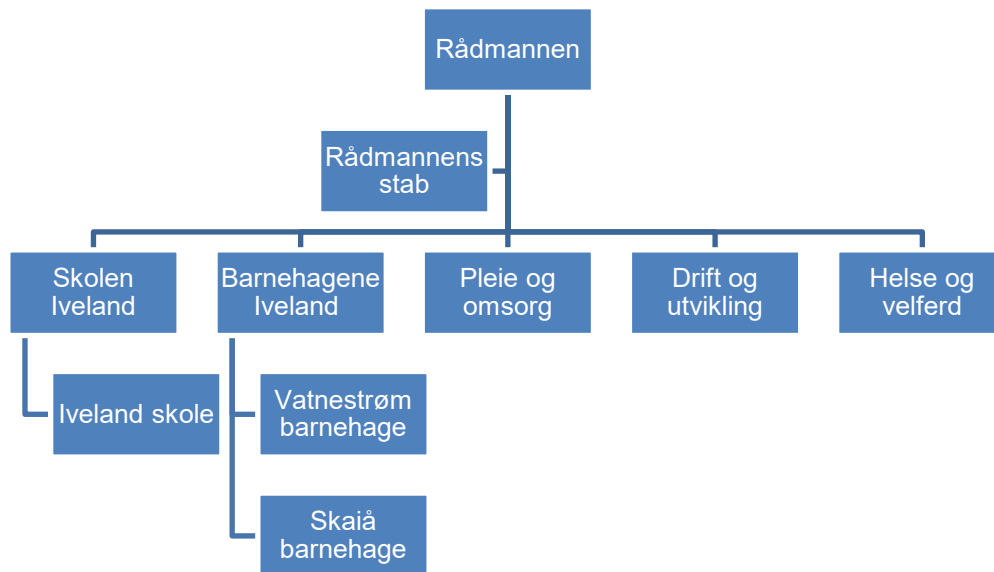 Rådmannen
Rådmannens
stab
Skolen
Iveland
Barnehagene
Iveland
Pleie og
omsorg
Drift og
utvikling
Helse og
velferd
Iveland skole
Vatnestrøm
barnehage
Skaiå
barnehage